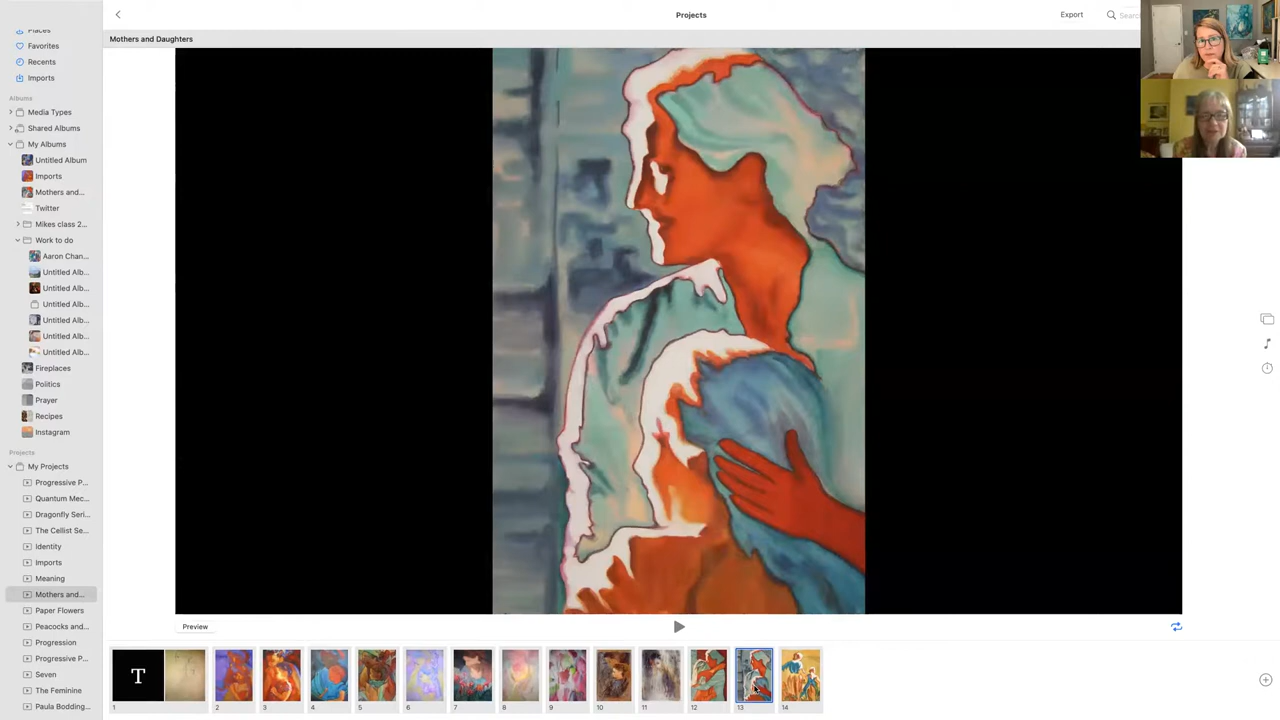 Projects
Export
Search
Mothers and Daughters
Places
Favorites
Recents
Imports
Albums
Media Types
Shared Albums
My Albums
Untitled Album
Imports
Mothers and...
Twitter
Mikes class 2...
Work to do
Aaron Chan...
Untitled Alb...
Untitled Alb...
Untitled Alb...
Untitled Alb...
Untitled Alb...
Untitled Alb...
Fireplaces
Politics
Prayer
Recipes
Instagram
Projects
My Projects
Progressive P...
Quantum Mec...
Dragonfly Seri...
The Cellist Se...
Identity
Imports
Meaning
Mothers and...
Paper Flowers
Peacocks and...
Progression
Progressive P...
Seven
The Feminine
Paula Bodding...
Preview
T
1 2 3 4 5 6 7 8 9 10 11 12 13 14